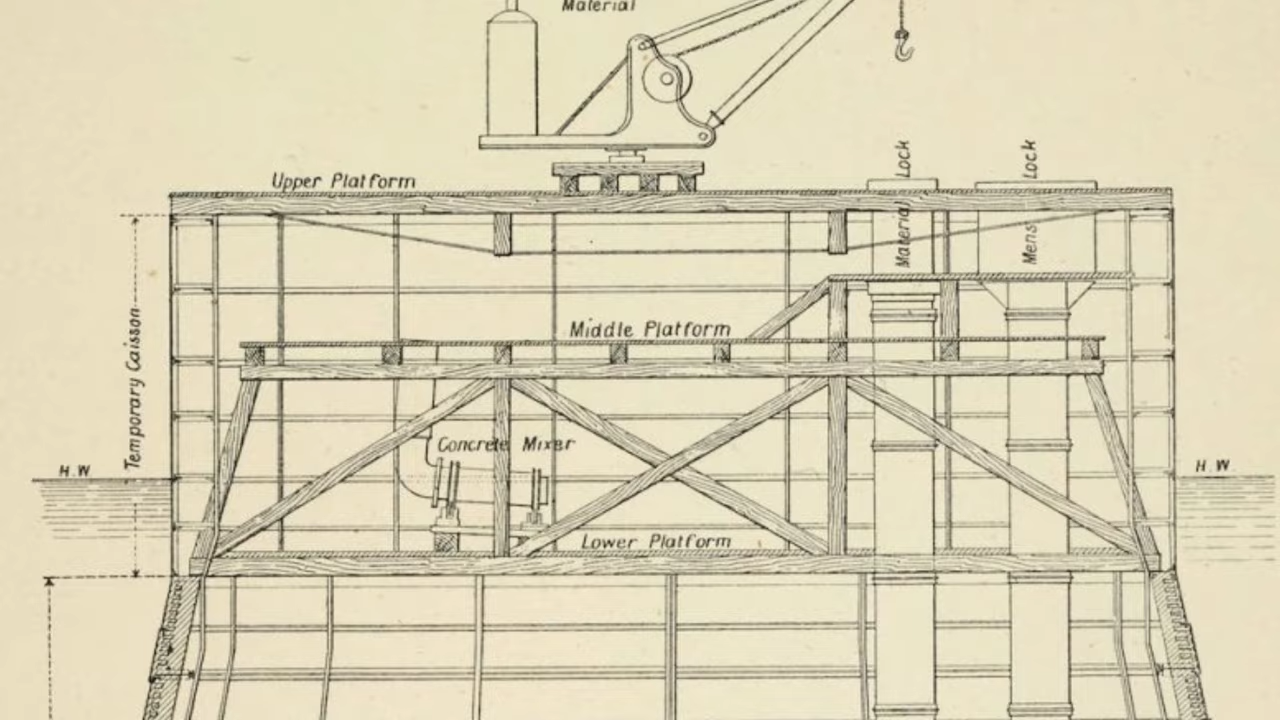 Material
Upper Platform
Material Lock
Mens Lock
Temporary Caisson
Middle Platform
Concrete Mixer
H.W.
H.W.
Lower Platform